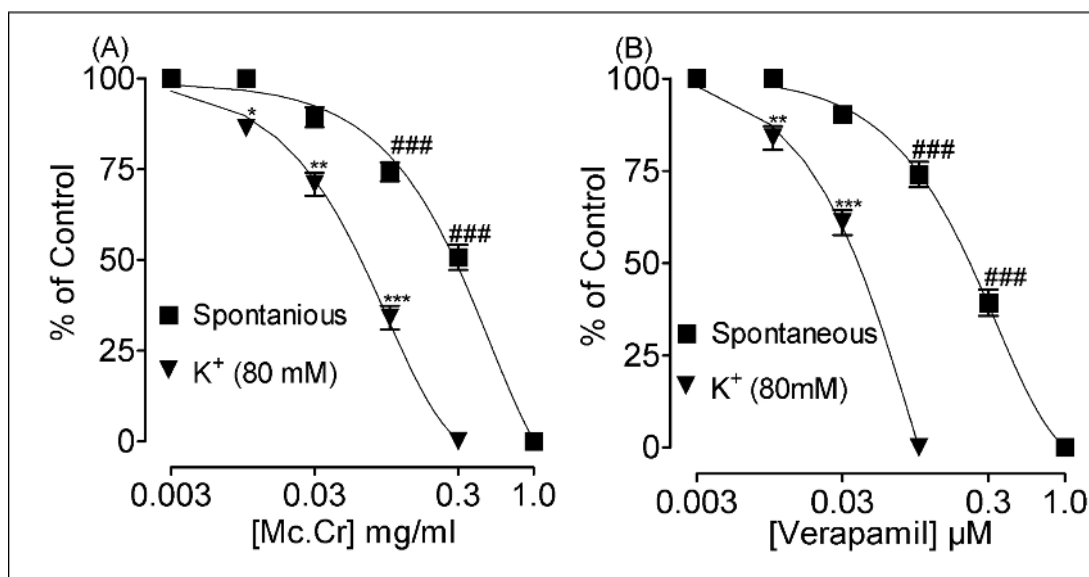 (A)
100
75
50
25
0
% of Control
*
**
***
###
###
Spontanious
K+ (80 mM)
0.003
0.03
0.3
1.0
[Mc.Cr] mg/ml
(B)
100
75
50
25
0
% of Control
**
***
###
###
Spontaneous
K+ (80mM)
0.003
0.03
0.3
1.0
[Verapamil] µM